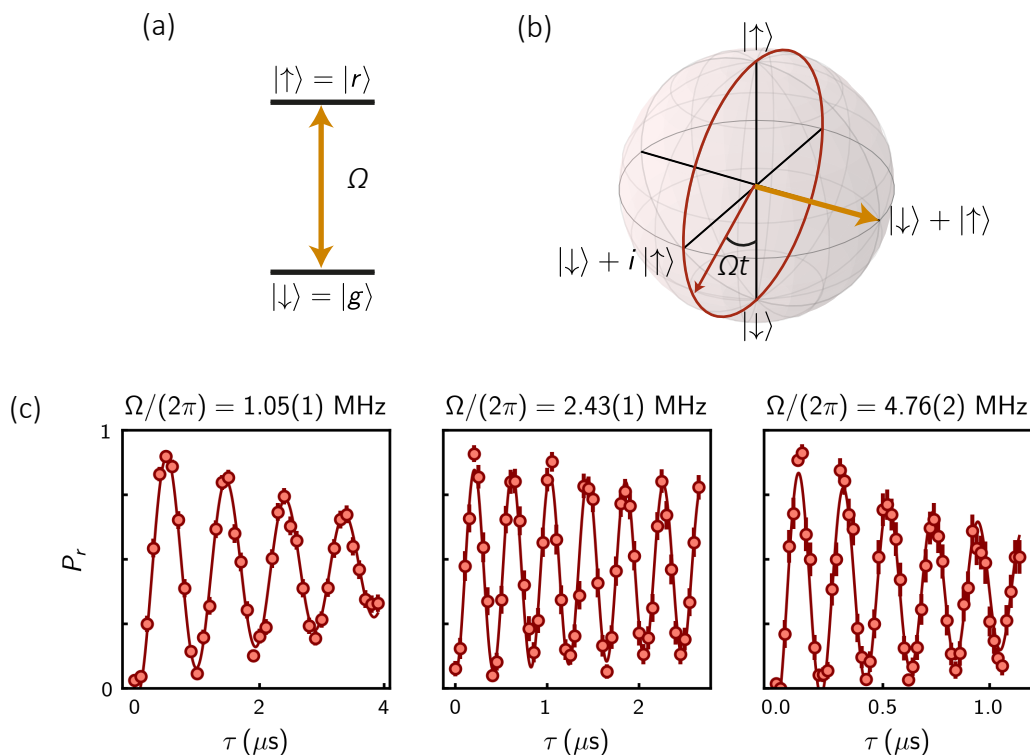 (a)
|↑⟩ = |r⟩
Ω
|↓⟩ = |g⟩
(b)
|↑⟩
|↓⟩ + |↑⟩
|↓⟩ + i |↑⟩
Ωt
|↓⟩
(c)
Ω/(2π) = 1.05(1) MHz
Ω/(2π) = 2.43(1) MHz
Ω/(2π) = 4.76(2) MHz
1
P_r
0
0 2 4
τ (μs)
0 1 2
τ (μs)
0.0 0.5 1.0
τ (μs)